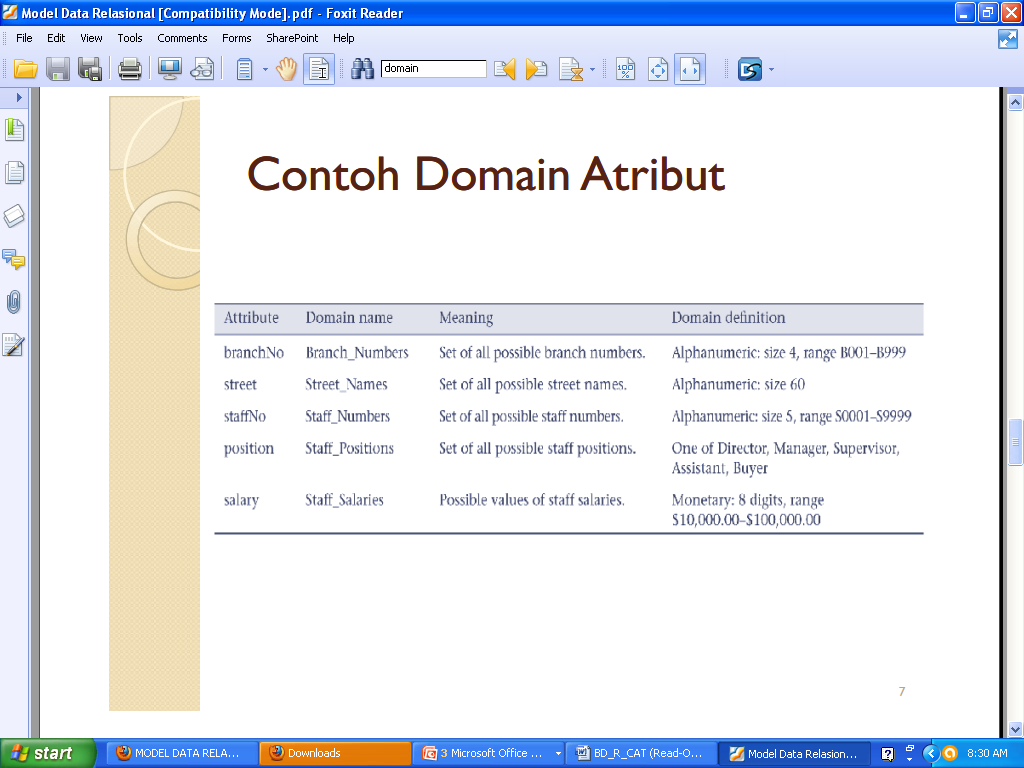 Model Data Relasional [Compatibility Mode].pdf - Foxit Reader
File Edit View Tools Comments Forms SharePoint Help
domain
Contoh Domain Atribut
Attribute Domain name Meaning Domain definition
branchNo Branch_Numbers Set of all possible branch numbers. Alphanumeric: size 4, range B001–B999
street Street_Names Set of all possible street names. Alphanumeric: size 60
staffNo Staff_Numbers Set of all possible staff numbers. Alphanumeric: size 5, range S0001–S9999
position Staff_Positions Set of all possible staff positions. One of Director, Manager, Supervisor,
Assistant, Buyer
salary Staff_Salaries Possible values of staff salaries. Monetary: 8 digits, range
$10,000.00–$100,000.00
7
start MODEL DATA RELA... Downloads 3 Microsoft Office ... BD_R_CAT (Read-O... Model Data Relasion... 8:30 AM